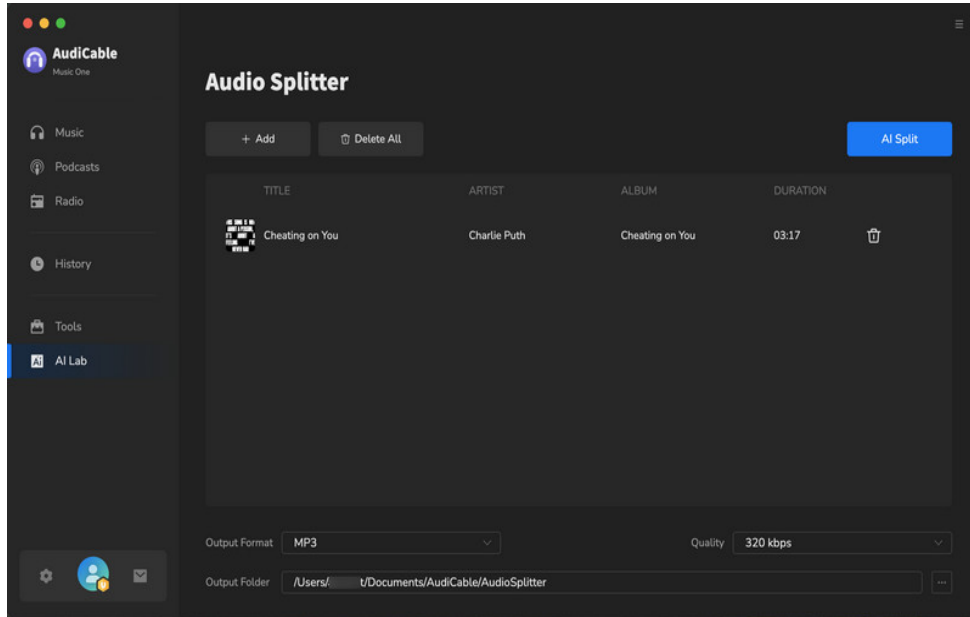 AudiCable
Music One
Music
Podcasts
Radio
History
Tools
Ai AI Lab
Audio Splitter
+ Add
Delete All
AI Split
TITLE ARTIST ALBUM DURATION
Cheating on You Charlie Puth Cheating on You 03:17
Output Format MP3 Quality 320 kbps
Output Folder /Users/ t/Documents/AudiCable/AudioSplitter ...